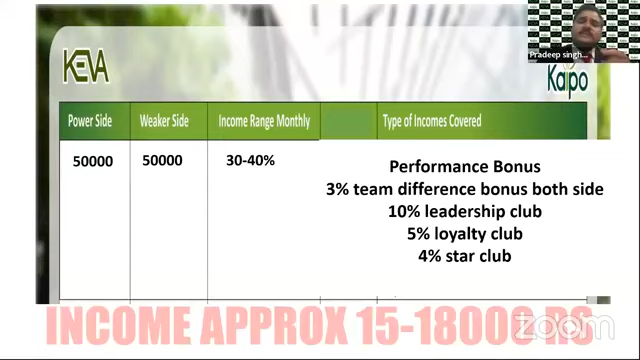 Pradeep singh...
KEVA
Kaipo
Power Side Weaker Side Income Range Monthly Type of Incomes Covered
50000 50000 30-40%
Performance Bonus
3% team difference bonus both side
10% leadership club
5% loyalty club
4% star club
INCOME APPROX 15-18000 RS
zoom